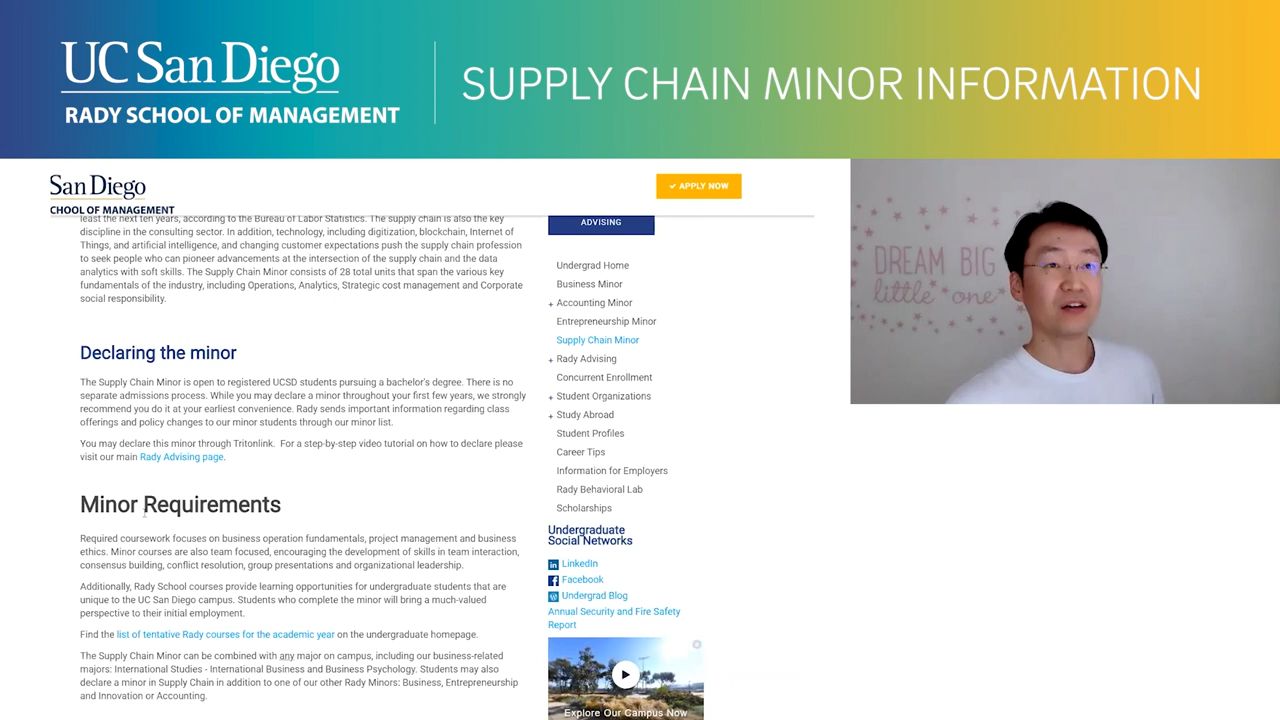 UC San Diego
RADY SCHOOL OF MANAGEMENT
SUPPLY CHAIN MINOR INFORMATION
San Diego
CHOOL OF MANAGEMENT
✓ APPLY NOW
least the next ten years, according to the Bureau of Labor Statistics. The supply chain is also the key
discipline in the consulting sector. In addition, technology, including digitization, blockchain, Internet of
Things, and artificial intelligence, and changing customer expectations push the supply chain profession
to seek people who can pioneer advancements at the intersection of the supply chain and the data
analytics with soft skills. The Supply Chain Minor consists of 28 total units that span the various key
fundamentals of the industry, including Operations, Analytics, Strategic cost management and Corporate
social responsibility.
Declaring the minor
The Supply Chain Minor is open to registered UCSD students pursuing a bachelor's degree. There is no
separate admissions process. While you may declare a minor throughout your first few years, we strongly
recommend you do it at your earliest convenience. Rady sends important information regarding class
offerings and policy changes to our minor students through our minor list.
You may declare this minor through Tritonlink. For a step-by-step video tutorial on how to declare please
visit our main Rady Advising page.
Minor Requirements
Required coursework focuses on business operation fundamentals, project management and business
ethics. Minor courses are also team focused, encouraging the development of skills in team interaction,
consensus building, conflict resolution, group presentations and organizational leadership.
Additionally, Rady School courses provide learning opportunities for undergraduate students that are
unique to the UC San Diego campus. Students who complete the minor will bring a much-valued
perspective to their initial employment.
Find the list of tentative Rady courses for the academic year on the undergraduate homepage.
The Supply Chain Minor can be combined with any major on campus, including our business-related
majors: International Studies - International Business and Business Psychology. Students may also
declare a minor in Supply Chain in addition to one of our other Rady Minors: Business, Entrepreneurship
and Innovation or Accounting.
ADVISING
Undergrad Home
Business Minor
+ Accounting Minor
Entrepreneurship Minor
Supply Chain Minor
+ Rady Advising
Concurrent Enrollment
+ Student Organizations
+ Study Abroad
Student Profiles
Career Tips
Information for Employers
Rady Behavioral Lab
Scholarships
Undergraduate
Social Networks
LinkedIn
Facebook
Undergrad Blog
Annual Security and Fire Safety
Report
Explore Our Campus Now
DREAM BIG
little one